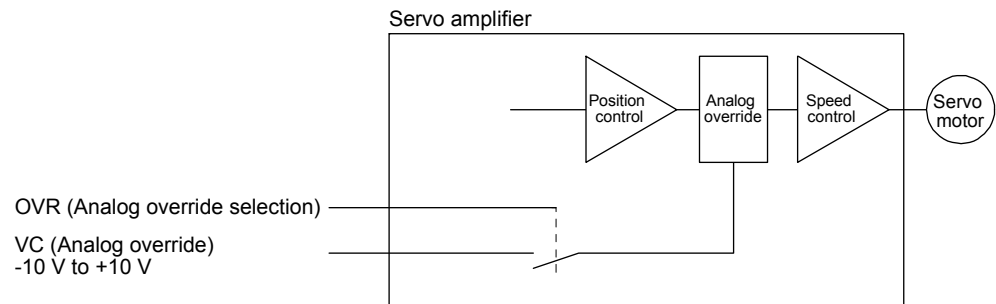 Servo amplifier
Position
control
Analog
override
Speed
control
Servo
motor
OVR (Analog override selection)
VC (Analog override)
-10 V to +10 V